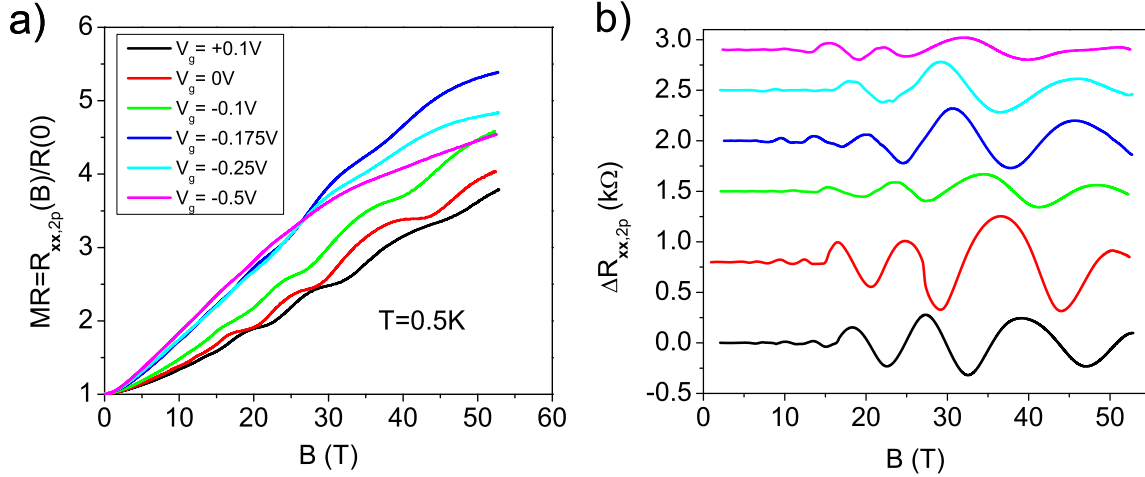 a)
MR=R_xx,2p(B)/R(0)
6
5
4
3
2
1
V_g= +0.1V
V_g= 0V
V_g= -0.1V
V_g= -0.175V
V_g= -0.25V
V_g= -0.5V
T=0.5K
0 10 20 30 40 50 60
B (T)
b)
ΔR_xx,2p (kΩ)
3.0
2.5
2.0
1.5
1.0
0.5
0.0
-0.5
0 10 20 30 40 50
B (T)